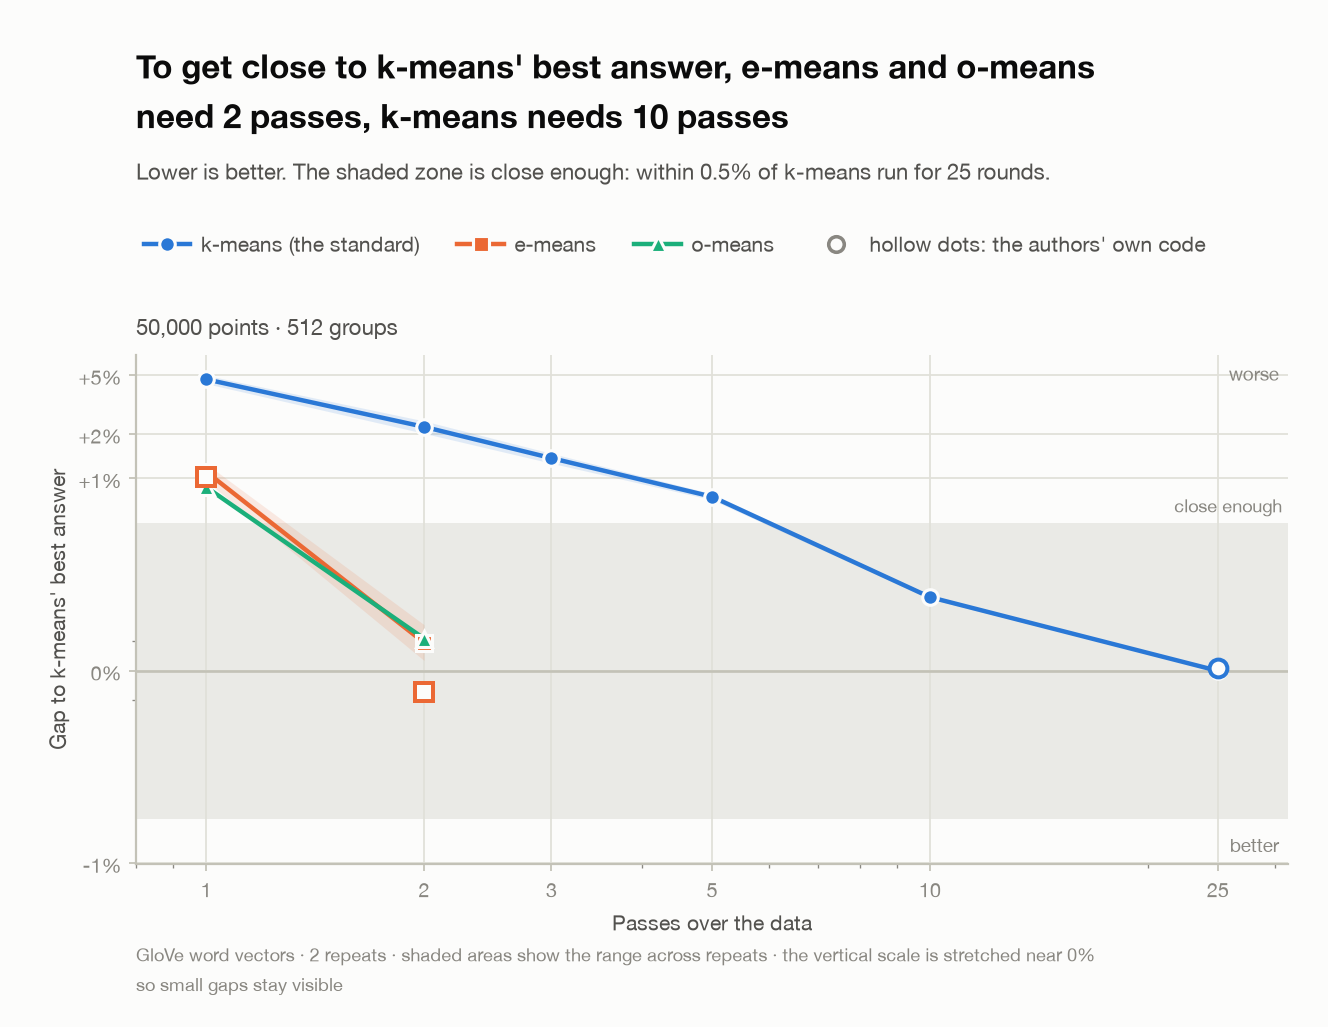 To get close to k-means' best answer, e-means and o-means
need 2 passes, k-means needs 10 passes
Lower is better. The shaded zone is close enough: within 0.5% of k-means run for 25 rounds.
k-means (the standard) e-means o-means hollow dots: the authors' own code
50,000 points · 512 groups
+5%
worse
+2%
+1%
close enough
0%
better
-1%
Gap to k-means' best answer
1 2 3 5 10 25
Passes over the data
GloVe word vectors · 2 repeats · shaded areas show the range across repeats · the vertical scale is stretched near 0%
so small gaps stay visible